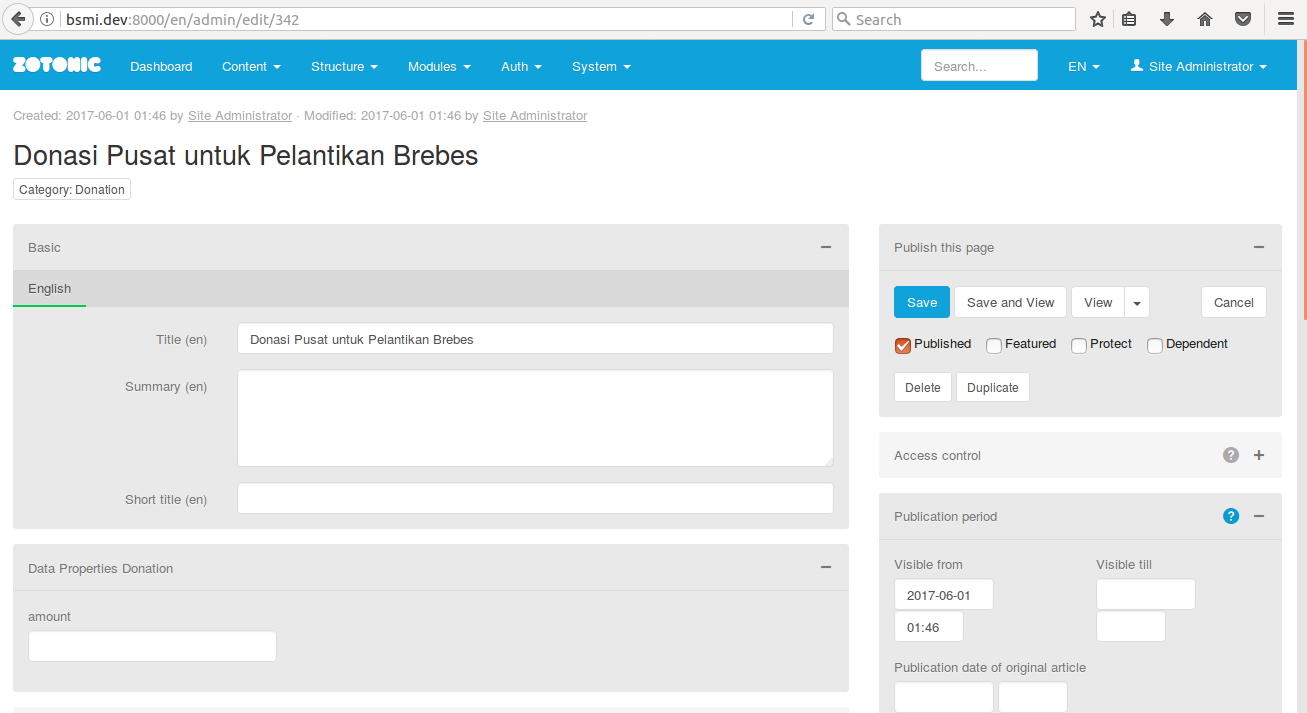 bsmi.dev:8000/en/admin/edit/342
Search
ZOTONIC Dashboard Content Structure Modules Auth System Search... EN Site Administrator
Created: 2017-06-01 01:46 by Site Administrator · Modified: 2017-06-01 01:46 by Site Administrator
Donasi Pusat untuk Pelantikan Brebes
Category: Donation
Basic
English
Title (en) Donasi Pusat untuk Pelantikan Brebes
Summary (en)
Short title (en)
Data Properties Donation
amount
Publish this page
Save Save and View View Cancel
Published Featured Protect Dependent
Delete Duplicate
Access control ?
Publication period ?
Visible from Visible till
2017-06-01
01:46
Publication date of original article